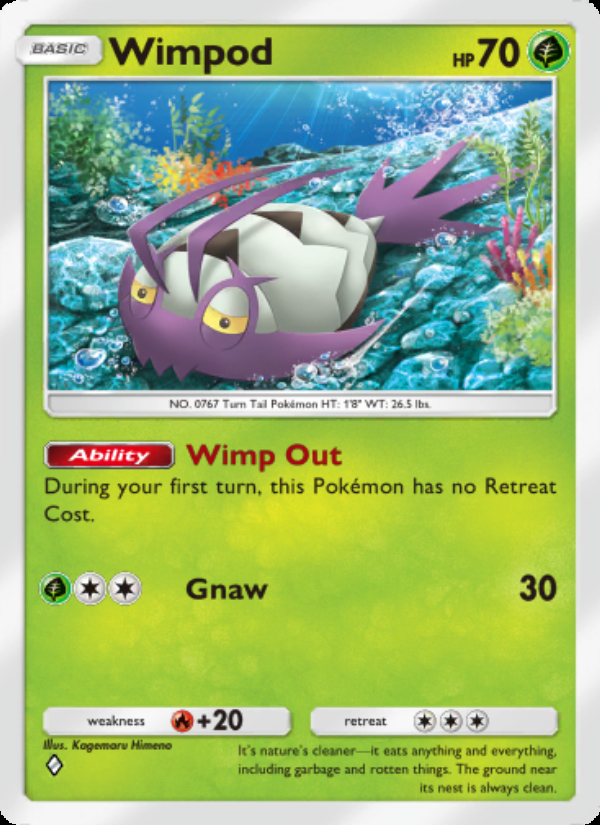 BASIC Wimpod HP 70
NO. 0767 Turn Tail Pokémon HT: 1'8" WT: 26.5 lbs.
Ability Wimp Out
During your first turn, this Pokémon has no Retreat
Cost.
Gnaw 30
weakness +20 retreat
Illus. Kagemaru Himeno
It's nature's cleaner—it eats anything and everything,
including garbage and rotten things. The ground near
its nest is always clean.